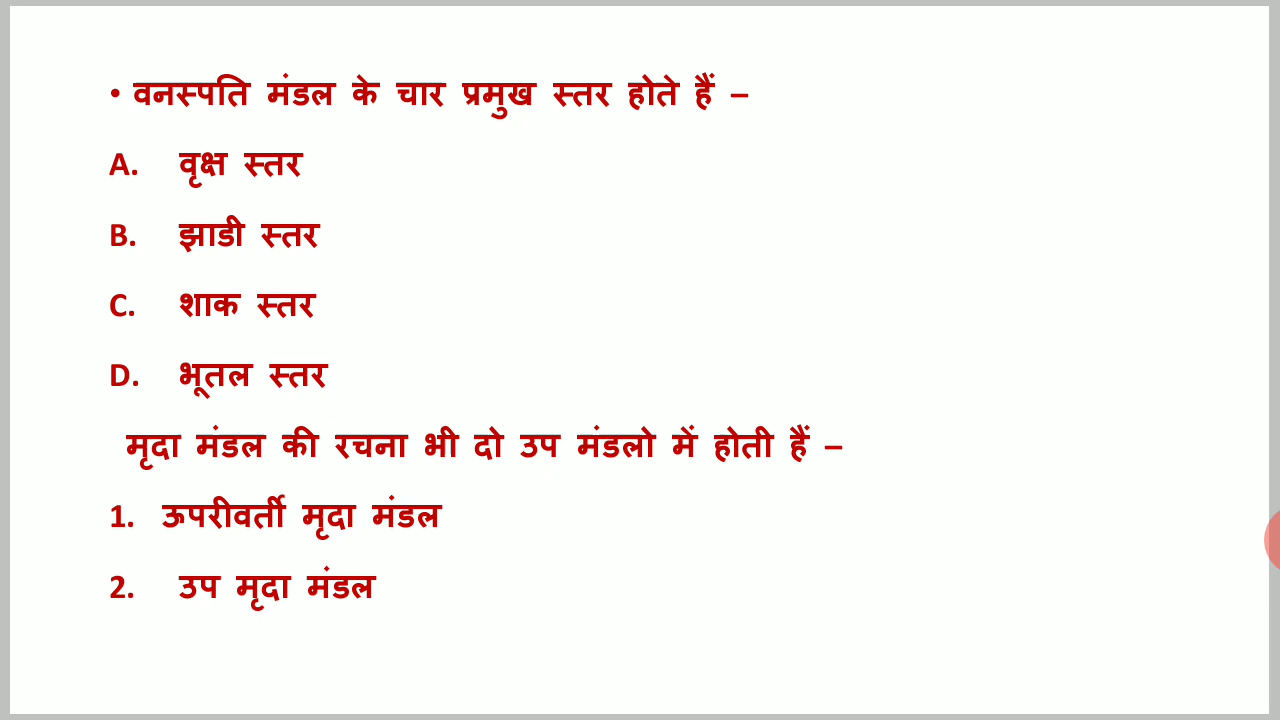 • वनस्पति मंडल के चार प्रमुख स्तर होते हैं –
A. वृक्ष स्तर
B. झाडी स्तर
C. शाक स्तर
D. भूतल स्तर
मृदा मंडल की रचना भी दो उप मंडलो में होती हैं –
1. ऊपरीवर्ती मृदा मंडल
2. उप मृदा मंडल